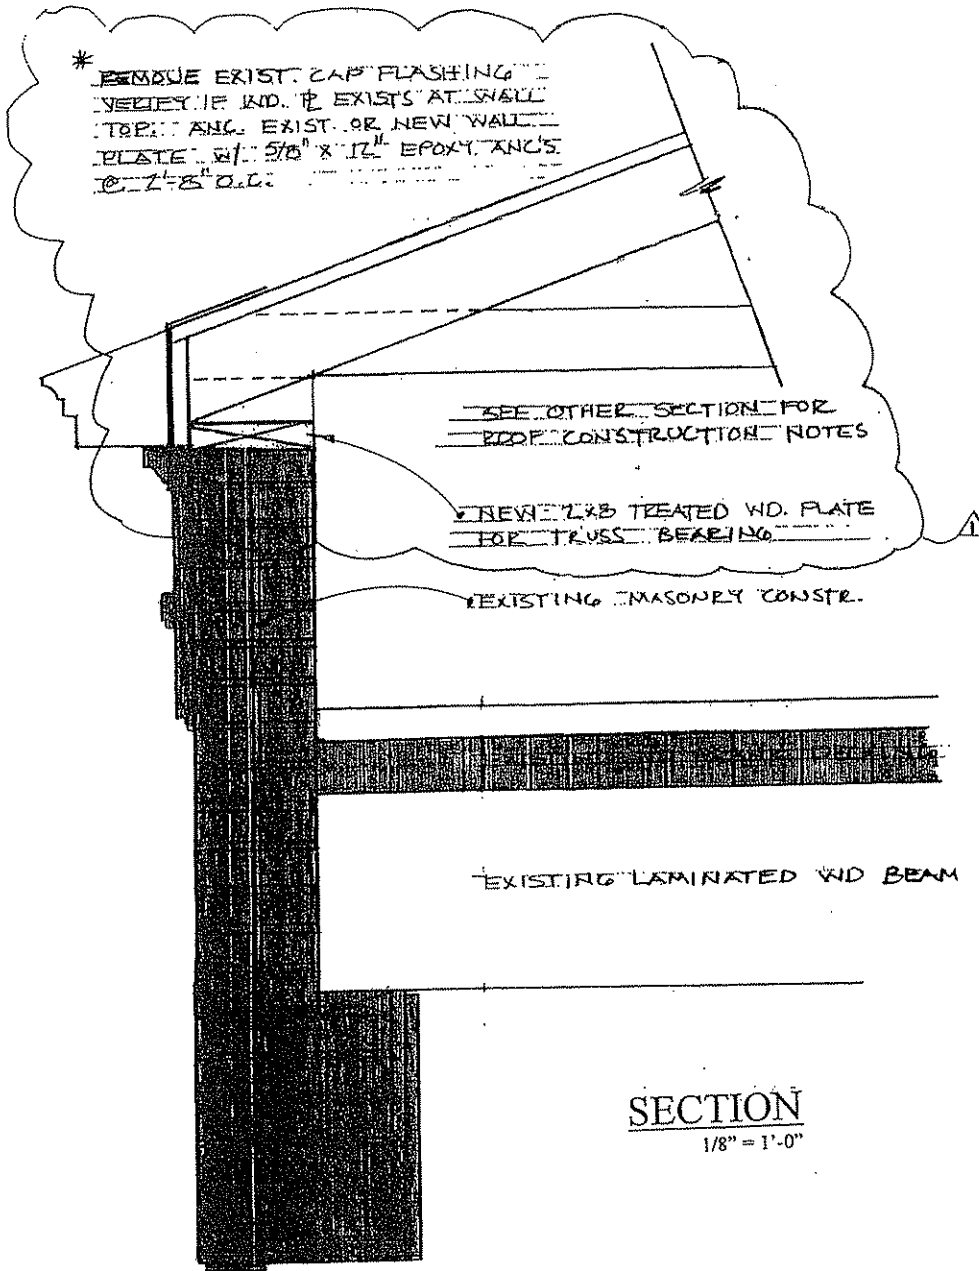 * REMOVE EXIST. CAP FLASHING
VERIFY IF WD. PL EXISTS AT WALL
TOP. ANC. EXIST. OR NEW WALL
PLATE W/ 5/8" X 12" EPOXY ANC'S
@ 2'-8" O.C.
SEE OTHER SECTION FOR
ROOF CONSTRUCTION NOTES
NEW 2X8 TREATED WD. PLATE
FOR TRUSS BEARING
1
EXISTING MASONRY CONSTR.
EXISTING LAMINATED WD BEAM
SECTION
1/8" = 1'-0"